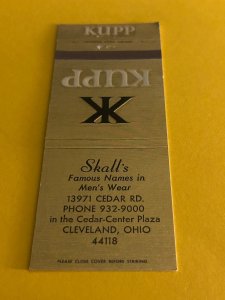 KUPP
KUPP
KK
Skall's
Famous Names in
Men's Wear
13971 CEDAR RD.
PHONE 932-9000
in the Cedar-Center Plaza
CLEVELAND, OHIO
44118
PLEASE CLOSE COVER BEFORE STRIKING